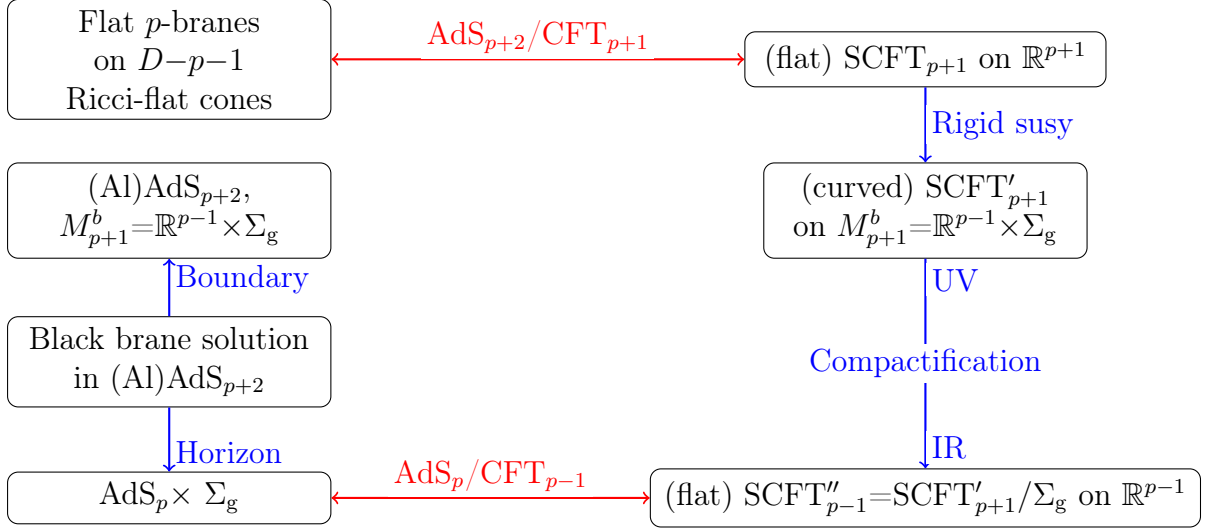 Flat p-branes
on D−p−1
Ricci-flat cones
AdS_{p+2}/CFT_{p+1}
(flat) SCFT_{p+1} on ℝ^{p+1}
Rigid susy
(Al)AdS_{p+2},
M^b_{p+1}=ℝ^{p−1}×Σ_g
(curved) SCFT′_{p+1}
on M^b_{p+1}=ℝ^{p−1}×Σ_g
Boundary
UV
Black brane solution
in (Al)AdS_{p+2}
Compactification
Horizon
IR
AdS_p× Σ_g
AdS_p/CFT_{p−1}
(flat) SCFT″_{p−1}=SCFT′_{p+1}/Σ_g on ℝ^{p−1}